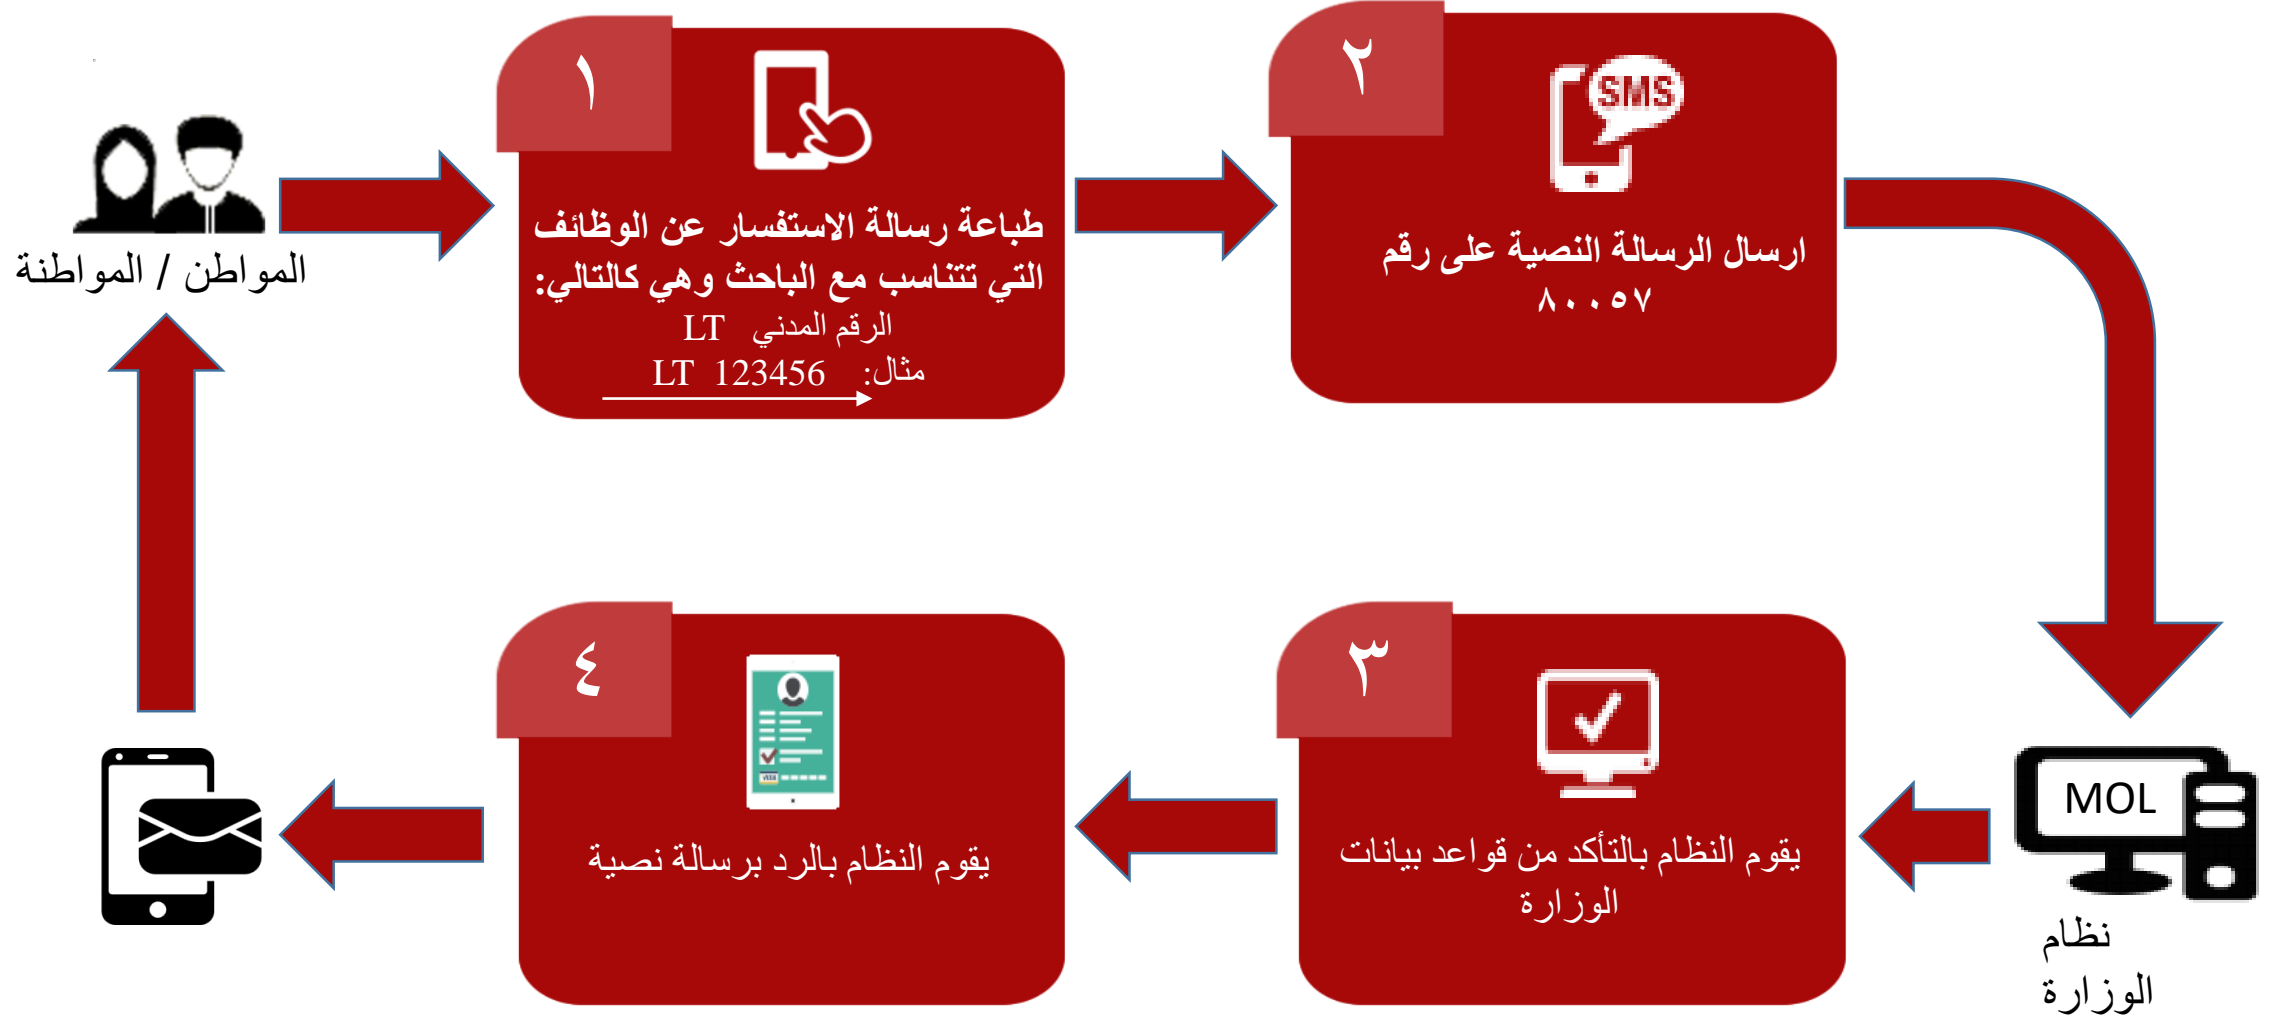 المواطن / المواطنة
١
طباعة رسالة الاستفسار عن الوظائف
التي تتناسب مع الباحث وهي كالتالي:
الرقم المدني LT
مثال: LT 123456
٢
SMS
ارسال الرسالة النصية على رقم
٨٠٠٥٧
MOL
نظام
الوزارة
٣
يقوم النظام بالتأكد من قواعد بيانات
الوزارة
٤
يقوم النظام بالرد برسالة نصية